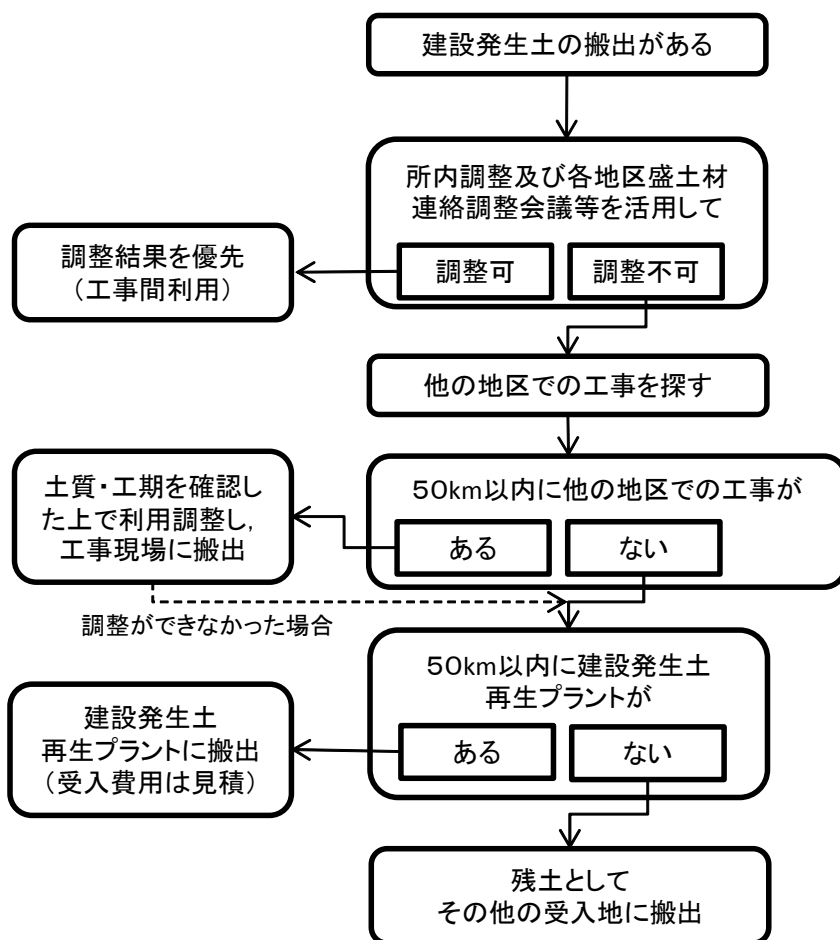 建設発生土の搬出がある
所内調整及び各地区盛土材
連絡調整会議等を活用して
調整可
調整不可
調整結果を優先
（工事間利用）
他の地区での工事を探す
50km以内に他の地区での工事が
ある
ない
土質・工期を確認し
た上で利用調整し,
工事現場に搬出
調整ができなかった場合
50km以内に建設発生土
再生プラントが
ある
ない
建設発生土
再生プラントに搬出
（受入費用は見積）
残土として
その他の受入地に搬出